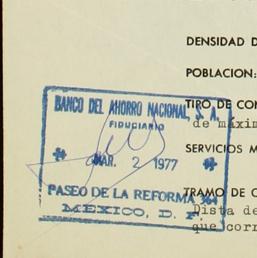 DENSIDAD D
POBLACION:
BANCO DEL AHORRO NACIONAL, S. A.
FIDUCIARIO
TIPO DE CON
de máxim
SERVICIOS M
MAR. 2 1977
PASEO DE LA REFORMA 364
TRAMO DE C
MEXICO, D. F.
Dista de
que corr